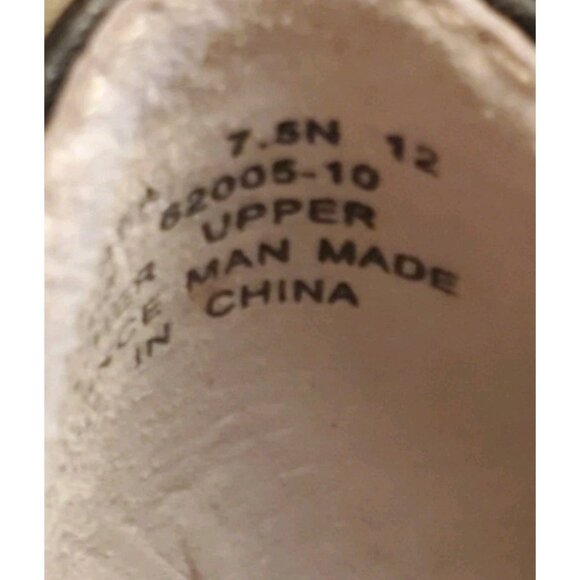 7.5N 12
62005-10
UPPER
MAN MADE
IN CHINA